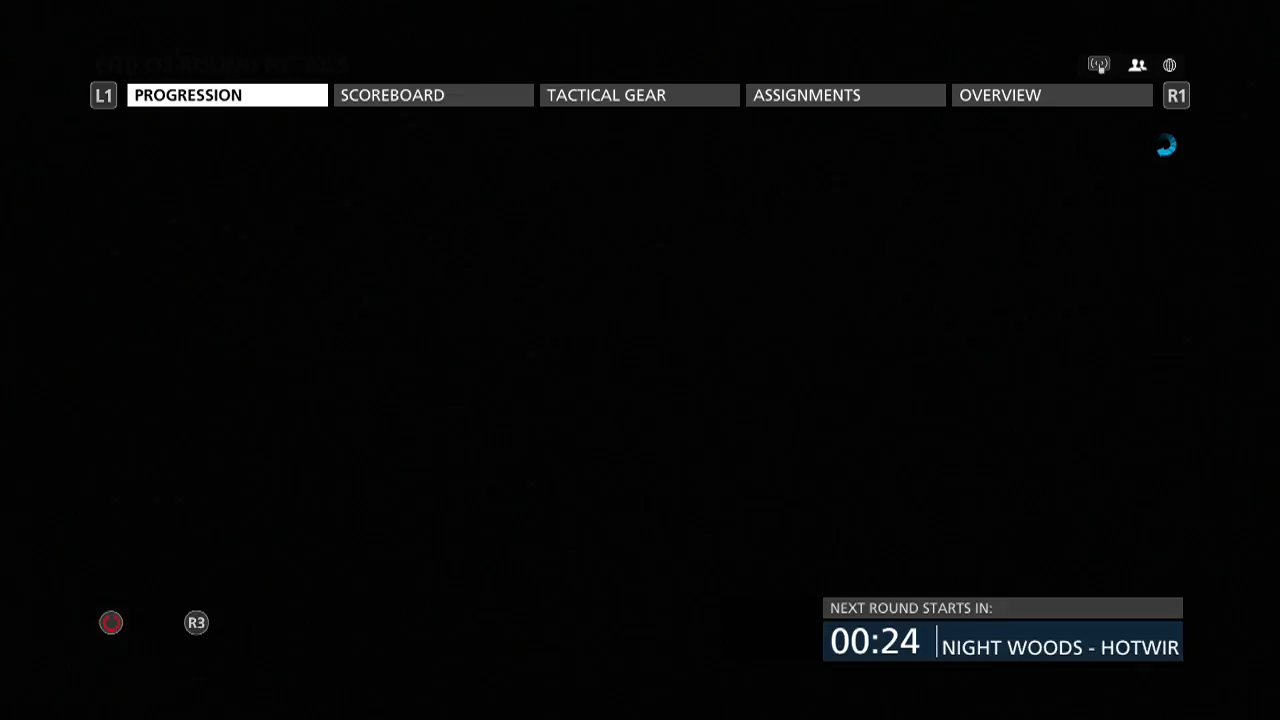 L1 PROGRESSION SCOREBOARD TACTICAL GEAR ASSIGNMENTS OVERVIEW R1
R3
NEXT ROUND STARTS IN:
00:24 NIGHT WOODS - HOTWIR